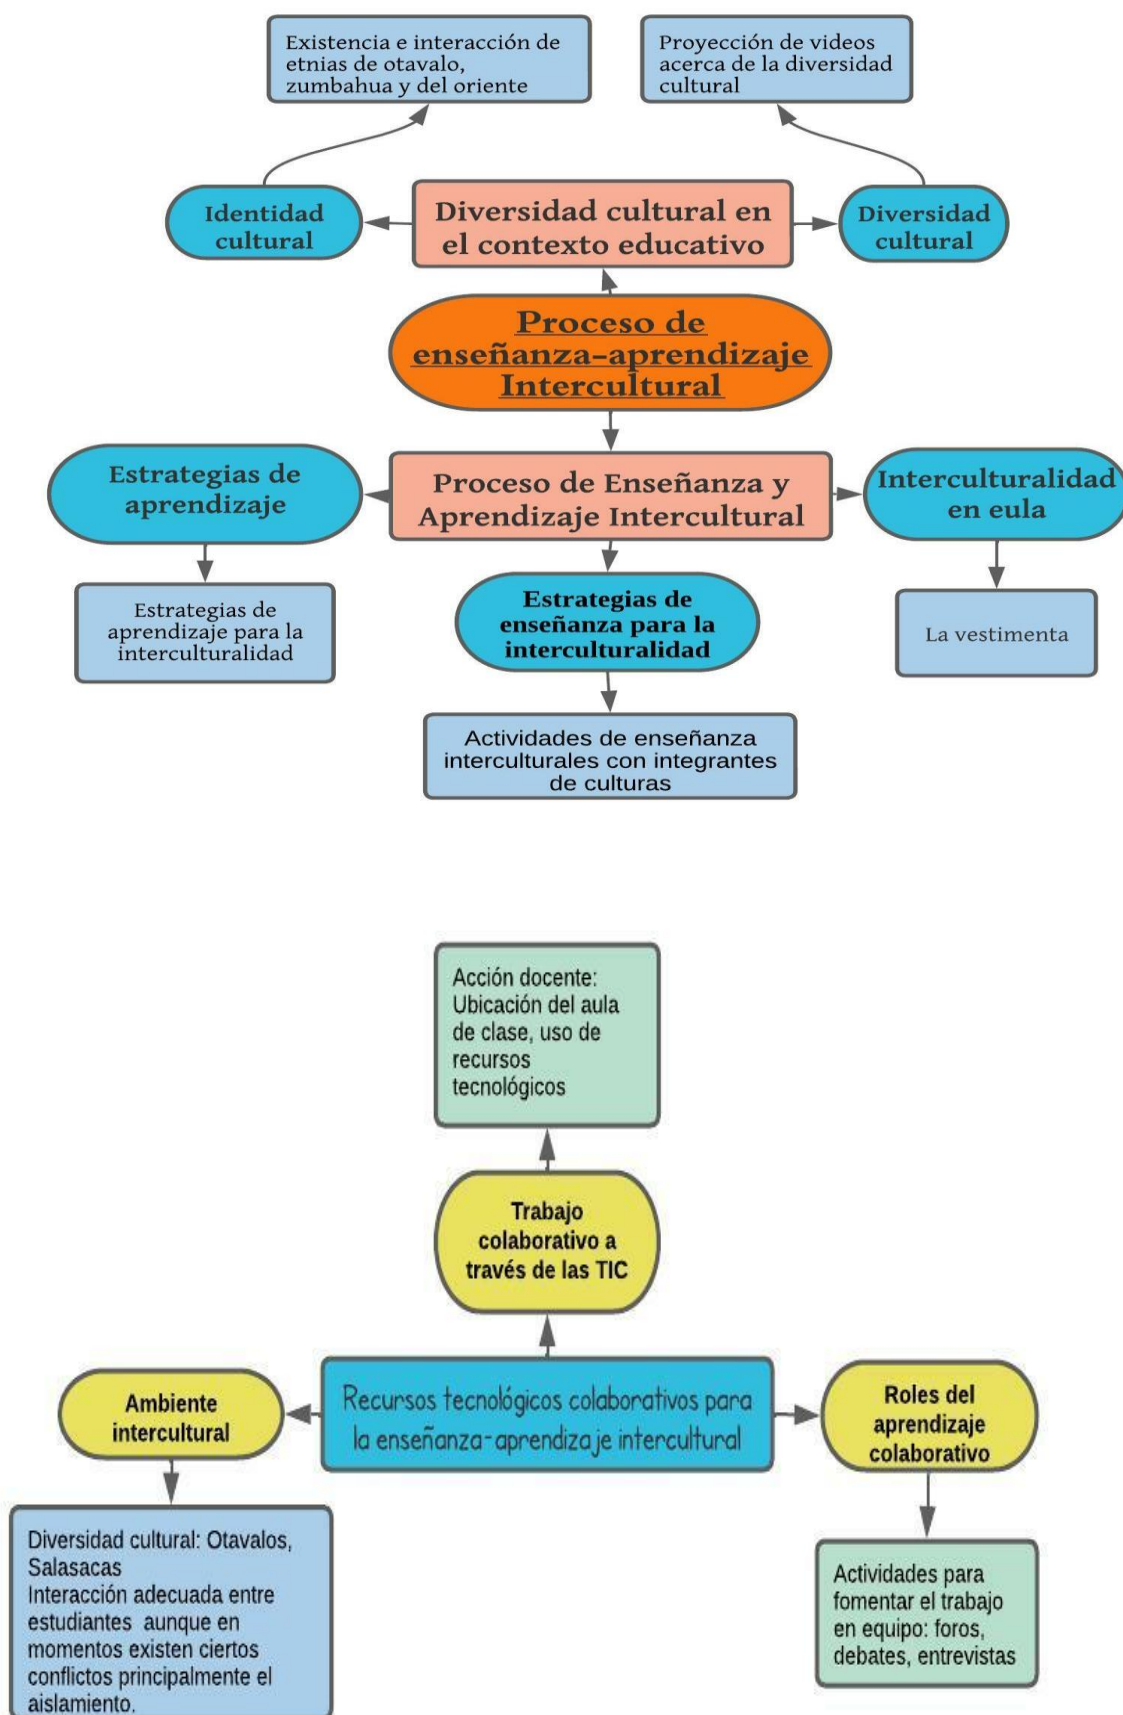 Existencia e interacción de
etnias de otavalo,
zumbahua y del oriente
Proyección de videos
acerca de la diversidad
cultural
Identidad
cultural
Diversidad cultural en
el contexto educativo
Diversidad
cultural
Proceso de
enseñanza-aprendizaje
Intercultural
Estrategias de
aprendizaje
Proceso de Enseñanza y
Aprendizaje Intercultural
Interculturalidad
en eula
Estrategias de
aprendizaje para la
interculturalidad
Estrategias de
enseñanza para la
interculturalidad
La vestimenta
Actividades de enseñanza
interculturales con integrantes
de culturas
Acción docente:
Ubicación del aula
de clase, uso de
recursos
tecnológicos
Trabajo
colaborativo a
través de las TIC
Ambiente
intercultural
Recursos tecnológicos colaborativos para
la enseñanza-aprendizaje intercultural
Roles del
aprendizaje
colaborativo
Diversidad cultural: Otavalos,
Salasacas
Interacción adecuada entre
estudiantes aunque en
momentos existen ciertos
conflictos principalmente el
aislamiento.
Actividades para
fomentar el trabajo
en equipo: foros,
debates, entrevistas